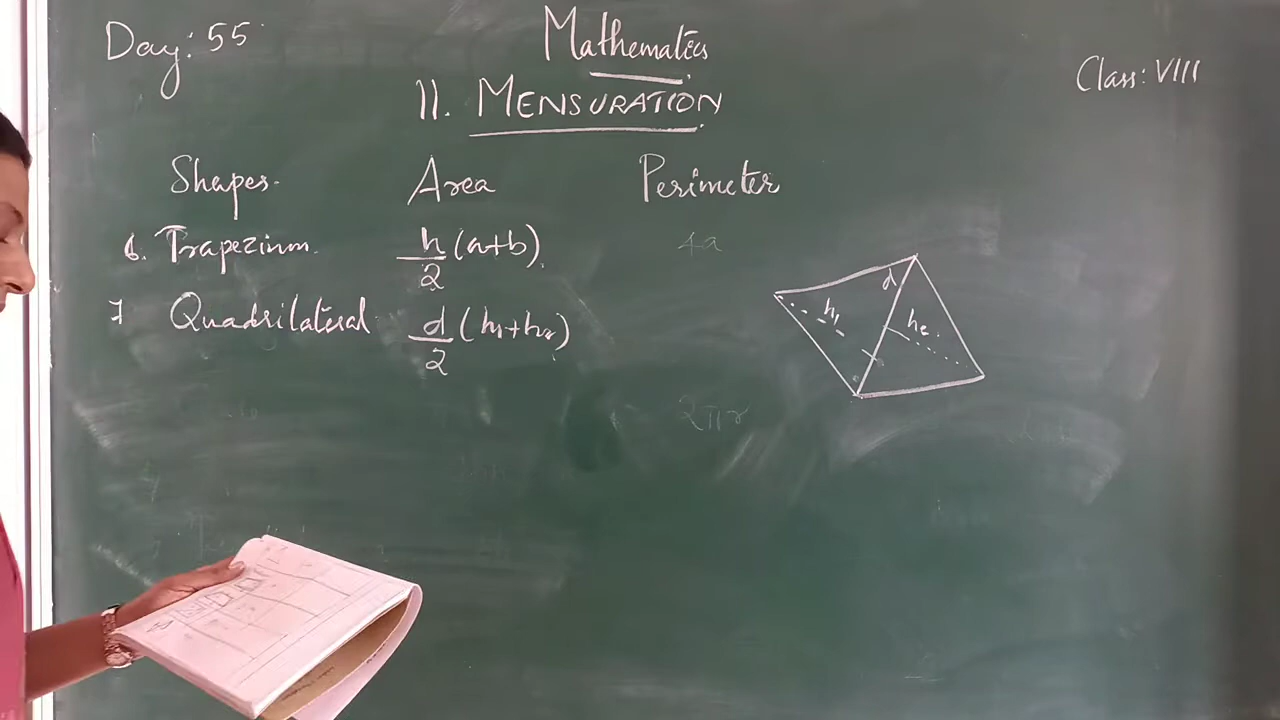 Day: 55
Mathematics
Class: VIII
11. MENSURATION
Shapes. Area Perimeter
6. Trapezium. h/2 (a+b). 4a
7 Quadrilateral d/2 (h1+h2)
d
h1 h2.
2πr